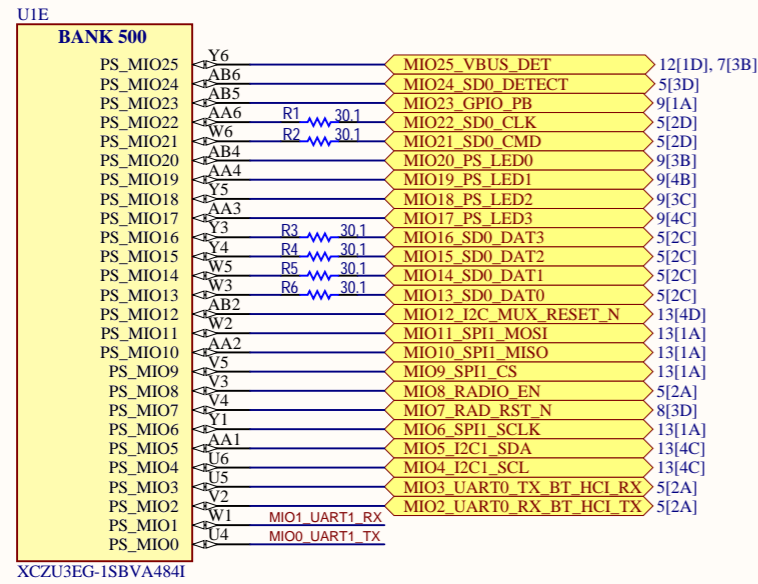 U1E
BANK 500
PS_MIO25 Y6 MIO25_VBUS_DET 12[1D], 7[3B]
PS_MIO24 AB6 MIO24_SD0_DETECT 5[3D]
PS_MIO23 AB5 MIO23_GPIO_PB 9[1A]
PS_MIO22 AA6 R1 30.1 MIO22_SD0_CLK 5[2D]
PS_MIO21 W6 R2 30.1 MIO21_SD0_CMD 5[2D]
PS_MIO20 AB4 MIO20_PS_LED0 9[3B]
PS_MIO19 AA4 MIO19_PS_LED1 9[4B]
PS_MIO18 Y5 MIO18_PS_LED2 9[3C]
PS_MIO17 AA3 MIO17_PS_LED3 9[4C]
PS_MIO16 Y3 R3 30.1 MIO16_SD0_DAT3 5[2C]
PS_MIO15 Y4 R4 30.1 MIO15_SD0_DAT2 5[2C]
PS_MIO14 W5 R5 30.1 MIO14_SD0_DAT1 5[2C]
PS_MIO13 W3 R6 30.1 MIO13_SD0_DAT0 5[2C]
PS_MIO12 AB2 MIO12_I2C_MUX_RESET_N 13[4D]
PS_MIO11 W2 MIO11_SPI1_MOSI 13[1A]
PS_MIO10 AA2 MIO10_SPI1_MISO 13[1A]
PS_MIO9 V5 MIO9_SPI1_CS 13[1A]
PS_MIO8 V3 MIO8_RADIO_EN 5[2A]
PS_MIO7 V4 MIO7_RAD_RST_N 8[3D]
PS_MIO6 Y1 MIO6_SPI1_SCLK 13[1A]
PS_MIO5 AA1 MIO5_I2C1_SDA 13[4C]
PS_MIO4 U6 MIO4_I2C1_SCL 13[4C]
PS_MIO3 U5 MIO3_UART0_TX_BT_HCI_RX 5[2A]
PS_MIO2 V2 MIO2_UART0_RX_BT_HCI_TX 5[2A]
PS_MIO1 W1 MIO1_UART1_RX
PS_MIO0 U4 MIO0_UART1_TX
XCZU3EG-1SBVA484I